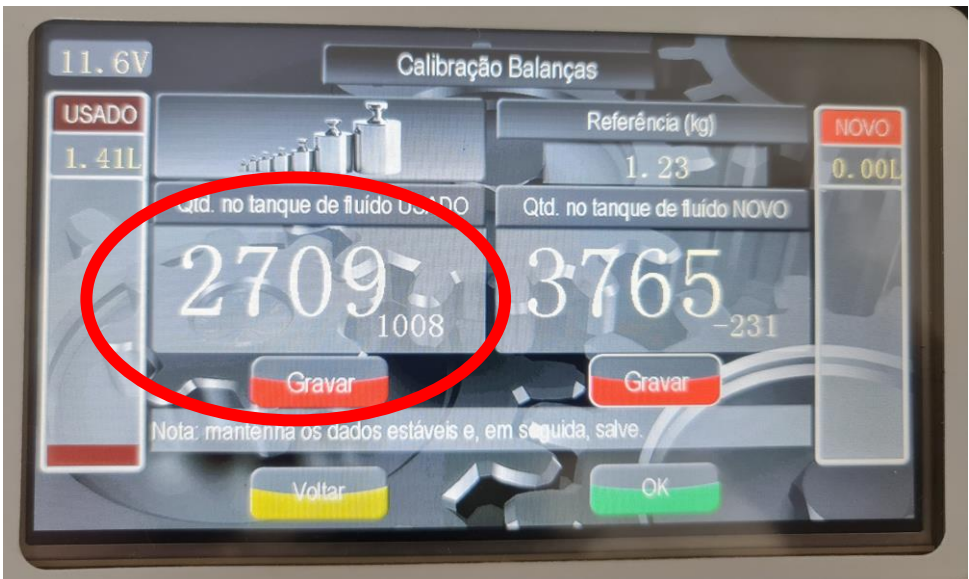 11.6V
Calibração Balanças
USADO
1.41L
Referência (kg)
1.23
NOVO
0.00L
Qtd. no tanque de fluído USADO
Qtd. no tanque de fluído NOVO
2709
1008
3765
-231
Gravar
Gravar
Nota: mantenha os dados estáveis e, em seguida, salve.
Voltar
OK